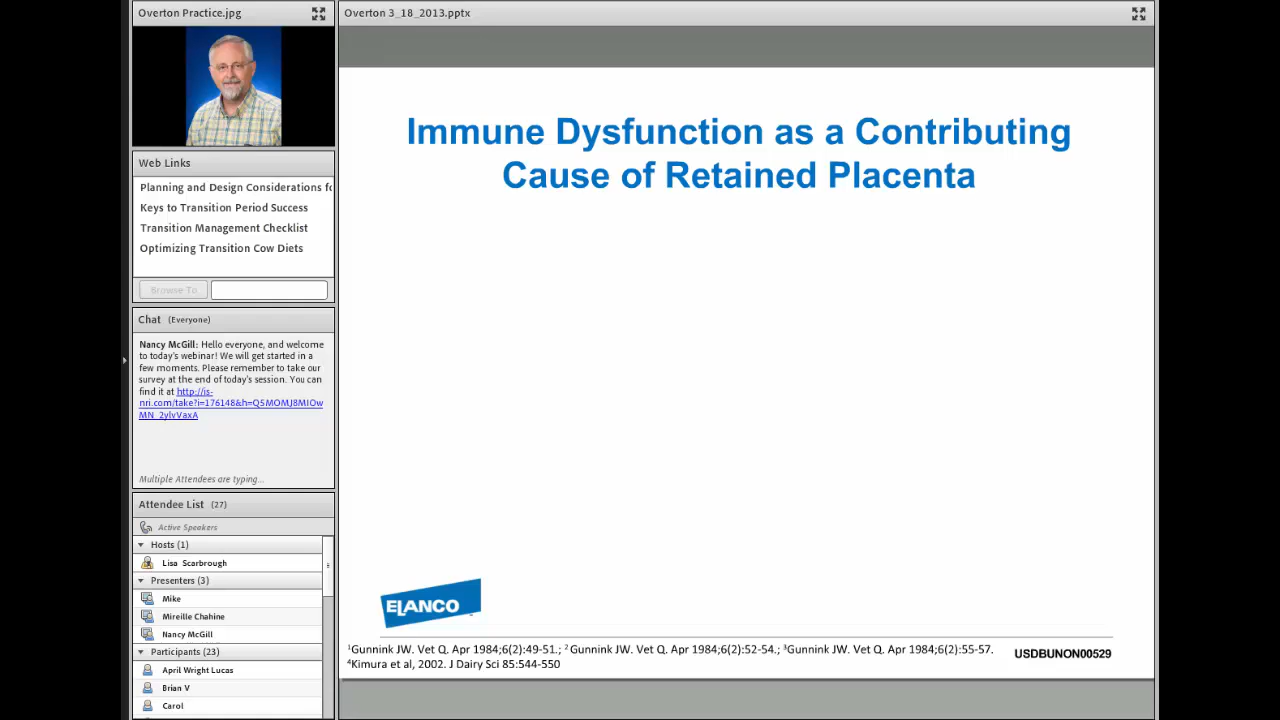 Overton Practice.jpg
Web Links
Planning and Design Considerations fo
Keys to Transition Period Success
Transition Management Checklist
Optimizing Transition Cow Diets
Browse To
Chat (Everyone)
Nancy McGill: Hello everyone, and welcome
to today's webinar! We will get started in a
few moments. Please remember to take our
survey at the end of today's session. You can
find it at http://is-
nri.com/take?i=176148&h=Q5MOMJ8MIOw
MN_2ylvVaxA
Multiple Attendees are typing...
Attendee List (27)
Active Speakers
Hosts (1)
Lisa Scarbrough
Presenters (3)
Mike
Mireille Chahine
Nancy McGill
Participants (23)
April Wright Lucas
Brian V
Carol
Overton 3_18_2013.pptx
Immune Dysfunction as a Contributing
Cause of Retained Placenta
ELANCO
¹Gunnink JW. Vet Q. Apr 1984;6(2):49-51.; ²Gunnink JW. Vet Q. Apr 1984;6(2):52-54.; ³Gunnink JW. Vet Q. Apr 1984;6(2):55-57.
⁴Kimura et al, 2002. J Dairy Sci 85:544-550
USDBUNON00529